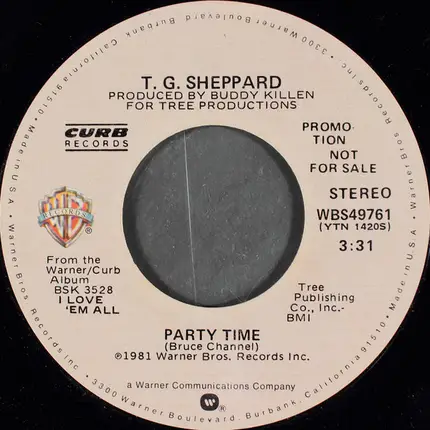 3300 Warner Boulevard, Burbank, California 91510 • Made in U.S.A. • Warner Bros. Records Inc. • 3300 Warner Boulevard, Burbank, California 91510 • Made in U.S.A. • Warner Bros. Records Inc. •
T. G. SHEPPARD
PRODUCED BY BUDDY KILLEN
FOR TREE PRODUCTIONS
CURB
RECORDS
PROMO-
TION
NOT
FOR SALE
STEREO
WBS49761
(YTN 1420S)
3:31
WB
RECORDS
®
From the
Warner/Curb
Album
BSK 3528
I LOVE
'EM ALL
Tree
Publishing
Co., Inc.-
BMI
PARTY TIME
(Bruce Channel)
℗1981 Warner Bros. Records Inc.
a Warner Communications Company
W ®